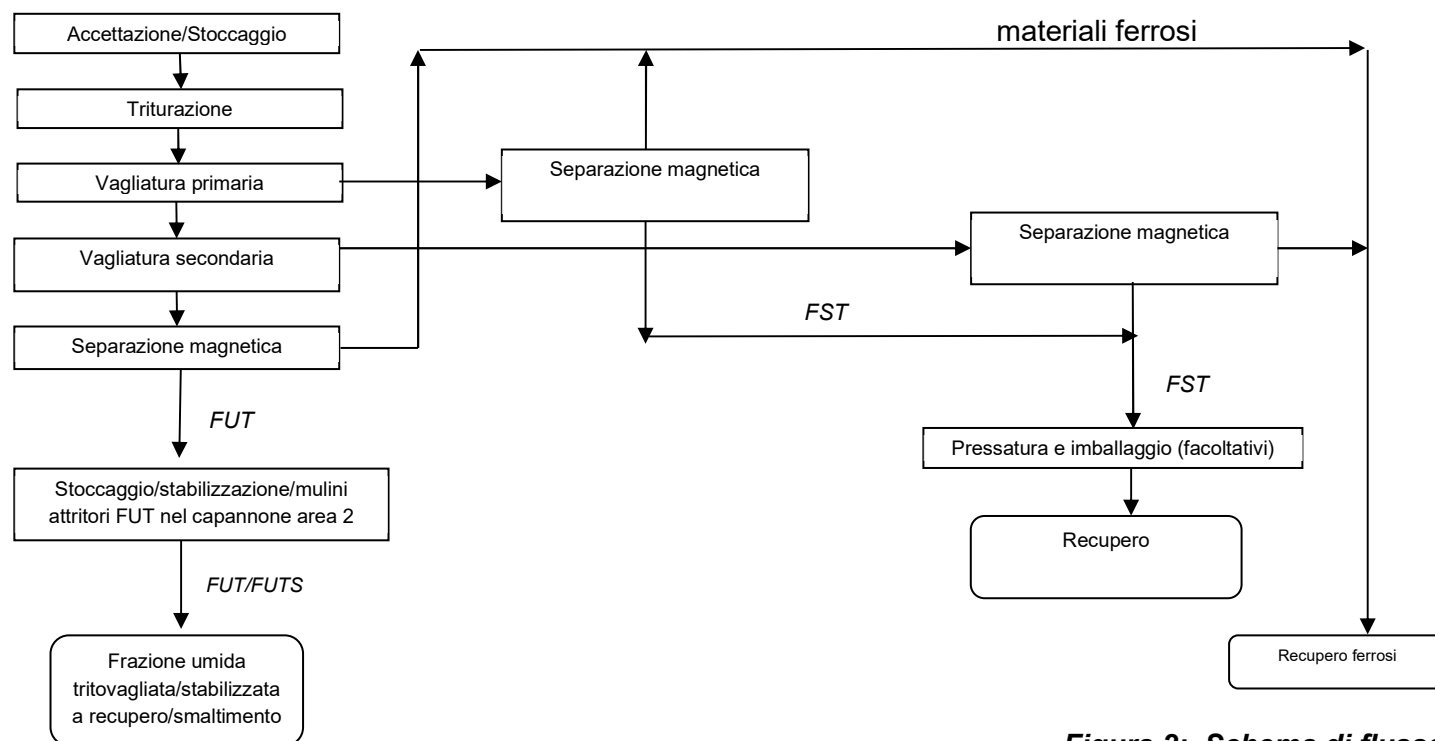 Accettazione/Stoccaggio
materiali ferrosi
Triturazione
Vagliatura primaria
Separazione magnetica
Vagliatura secondaria
Separazione magnetica
Separazione magnetica
FST
FST
FUT
Pressatura e imballaggio (facoltativi)
Stoccaggio/stabilizzazione/mulini
attritori FUT nel capannone area 2
Recupero
FUT/FUTS
Frazione umida
tritovagliata/stabilizzata
a recupero/smaltimento
Recupero ferrosi